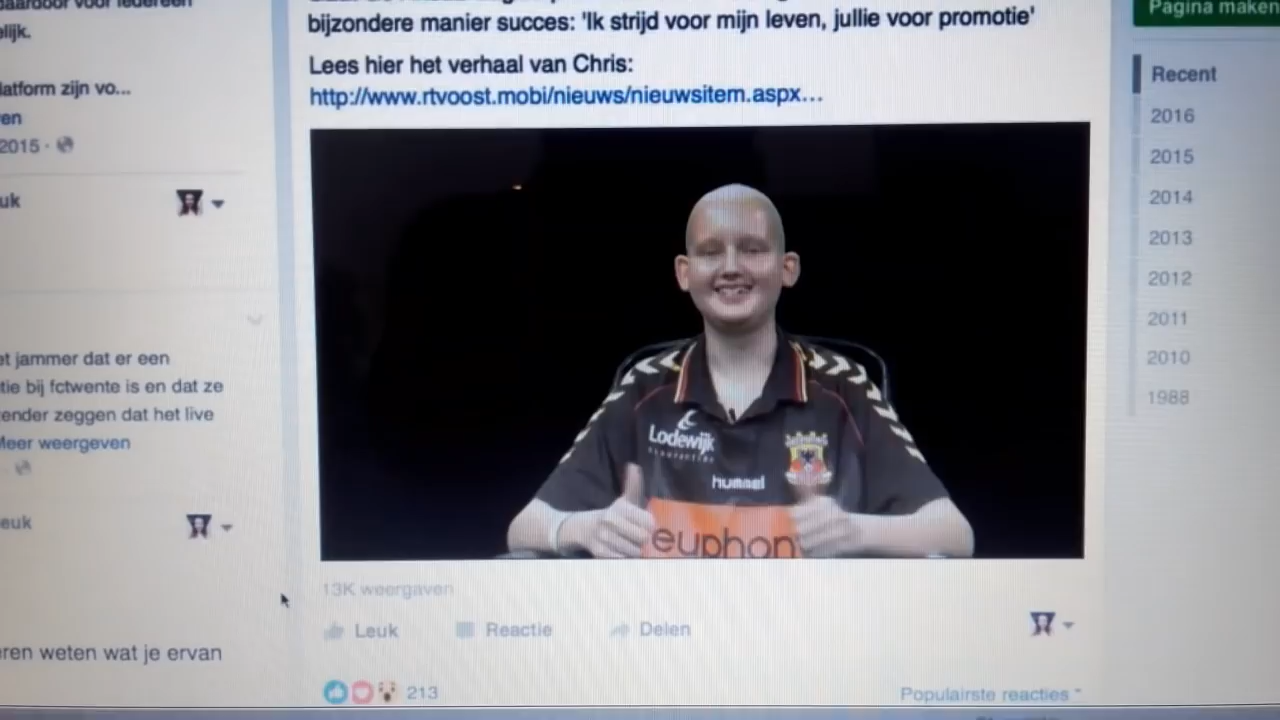 lijk.
latform zijn vo...
en
2015
uk
et jammer dat er een
tie bij fctwente is en dat ze
ender zeggen dat het live
Meer weergeven
euk
ren weten wat je ervan
bijzondere manier succes: 'Ik strijd voor mijn leven, jullie voor promotie'
Lees hier het verhaal van Chris:
http://www.rtvoost.mobi/nieuws/nieuwsitem.aspx...
Lodewijk
hummel
euphon
13K weergaven
Leuk Reactie Delen
213 Populairste reacties
Pagina maken
Recent
2016
2015
2014
2013
2012
2011
2010
1988